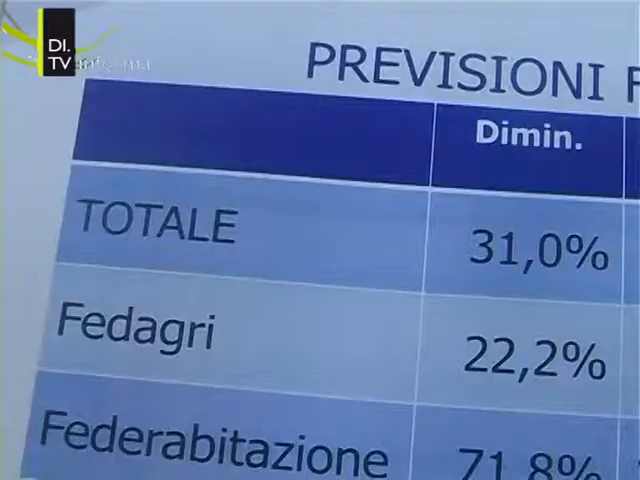 DI.
TV
PREVISIONI
Dimin.
TOTALE 31,0%
Fedagri 22,2%
Federabitazione 71,8%